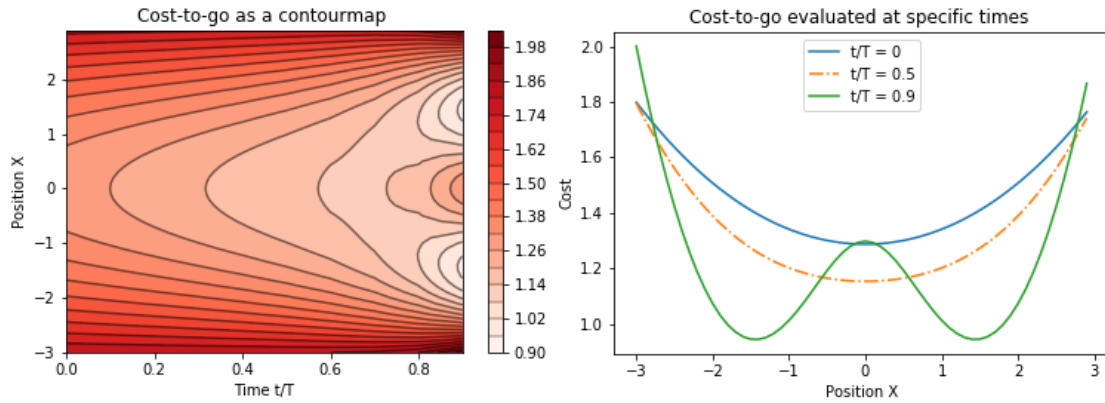 Cost-to-go as a contourmap
Position X
2
1
0
−1
−2
−3
0.0 0.2 0.4 0.6 0.8
Time t/T
1.98
1.86
1.74
1.62
1.50
1.38
1.26
1.14
1.02
0.90
Cost-to-go evaluated at specific times
Cost
2.0
1.8
1.6
1.4
1.2
1.0
t/T = 0
t/T = 0.5
t/T = 0.9
−3 −2 −1 0 1 2 3
Position X